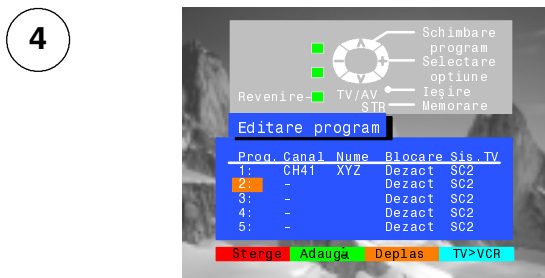 4
Schimbare
program
Selectare
optiune
Revenire TV/AV Ieşire
STR Memorare
Editare program
Prog. Canal Nume Blocare Sis.TV
1: CH41 XYZ Dezact SC2
2: – Dezact SC2
3: – Dezact SC2
4: – Dezact SC2
5: – Dezact SC2
Sterge Adaugă Deplas TV>VCR